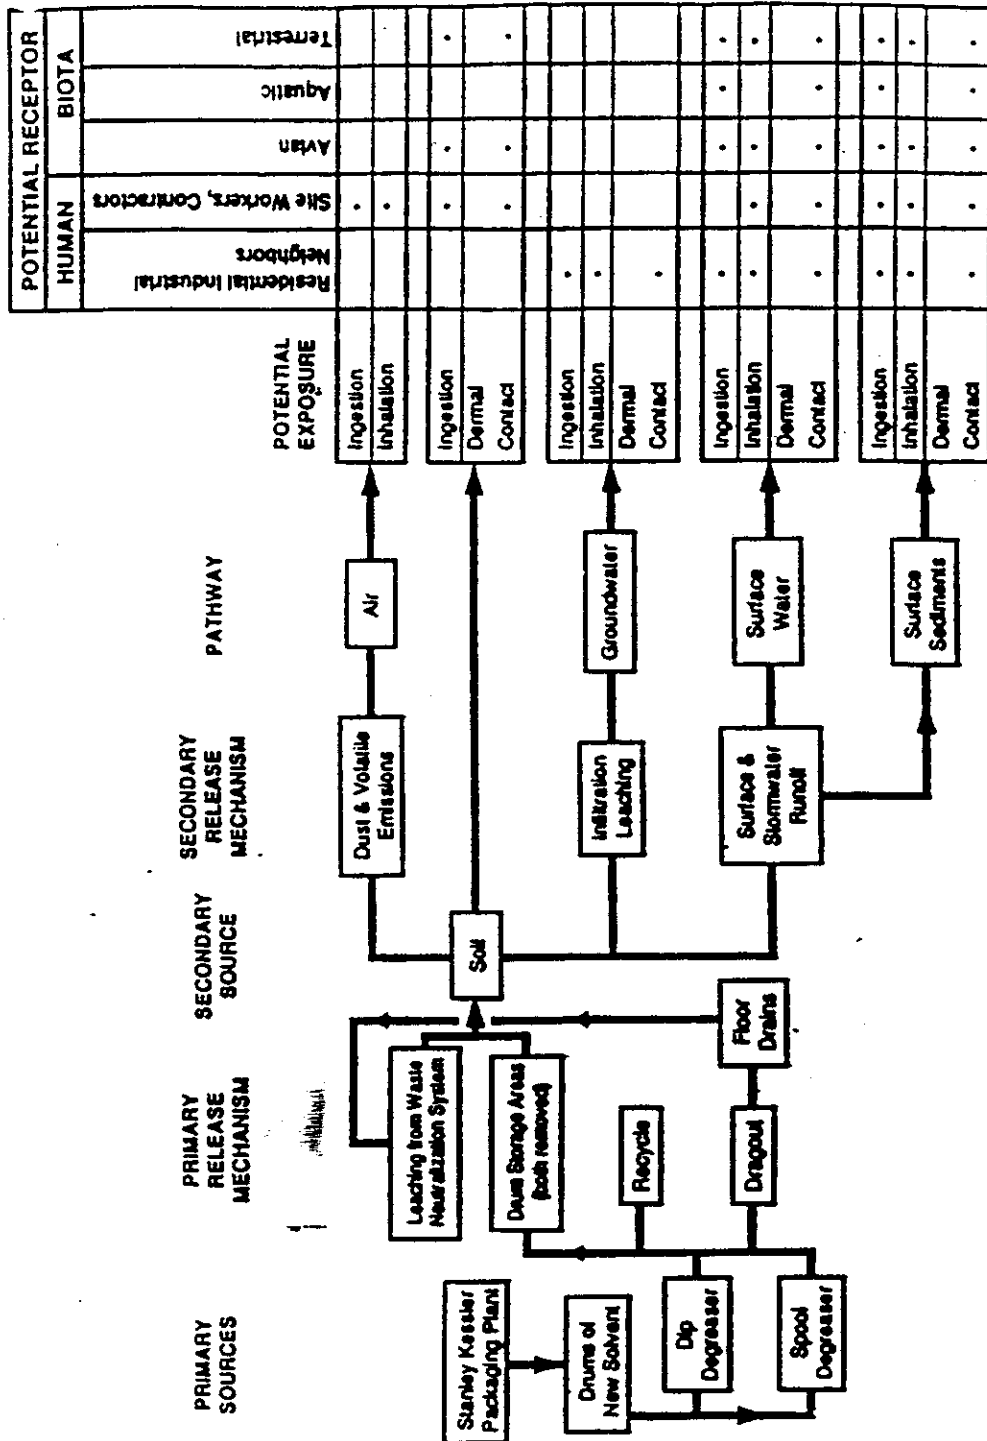 PRIMARY
SOURCES
PRIMARY
RELEASE
MECHANISM
SECONDARY
SOURCE
SECONDARY
RELEASE
MECHANISM
PATHWAY
POTENTIAL
EXPOSURE
POTENTIAL RECEPTOR
HUMAN
BIOTA
Residential Industrial
Neighbors
Site Workers, Contractors
Avian
Aquatic
Terrestrial
Stanley Kessler
Packaging Plant
Drums of
New Solvent
Dip
Degreaser
Spool
Degreaser
Leaching from Waste
Neutralization System
Drum Storage Areas
(both removed)
Recycle
Dragout
Floor
Drains
Soil
Dust & Volatile
Emissions
Infiltration
Leaching
Surface &
Stormwater
Runoff
Air
Groundwater
Surface
Water
Surface
Sediments
Ingestion
Inhalation
Ingestion
Dermal
Contact
Ingestion
Inhalation
Dermal
Contact
Ingestion
Inhalation
Dermal
Contact
Ingestion
Inhalation
Dermal
Contact